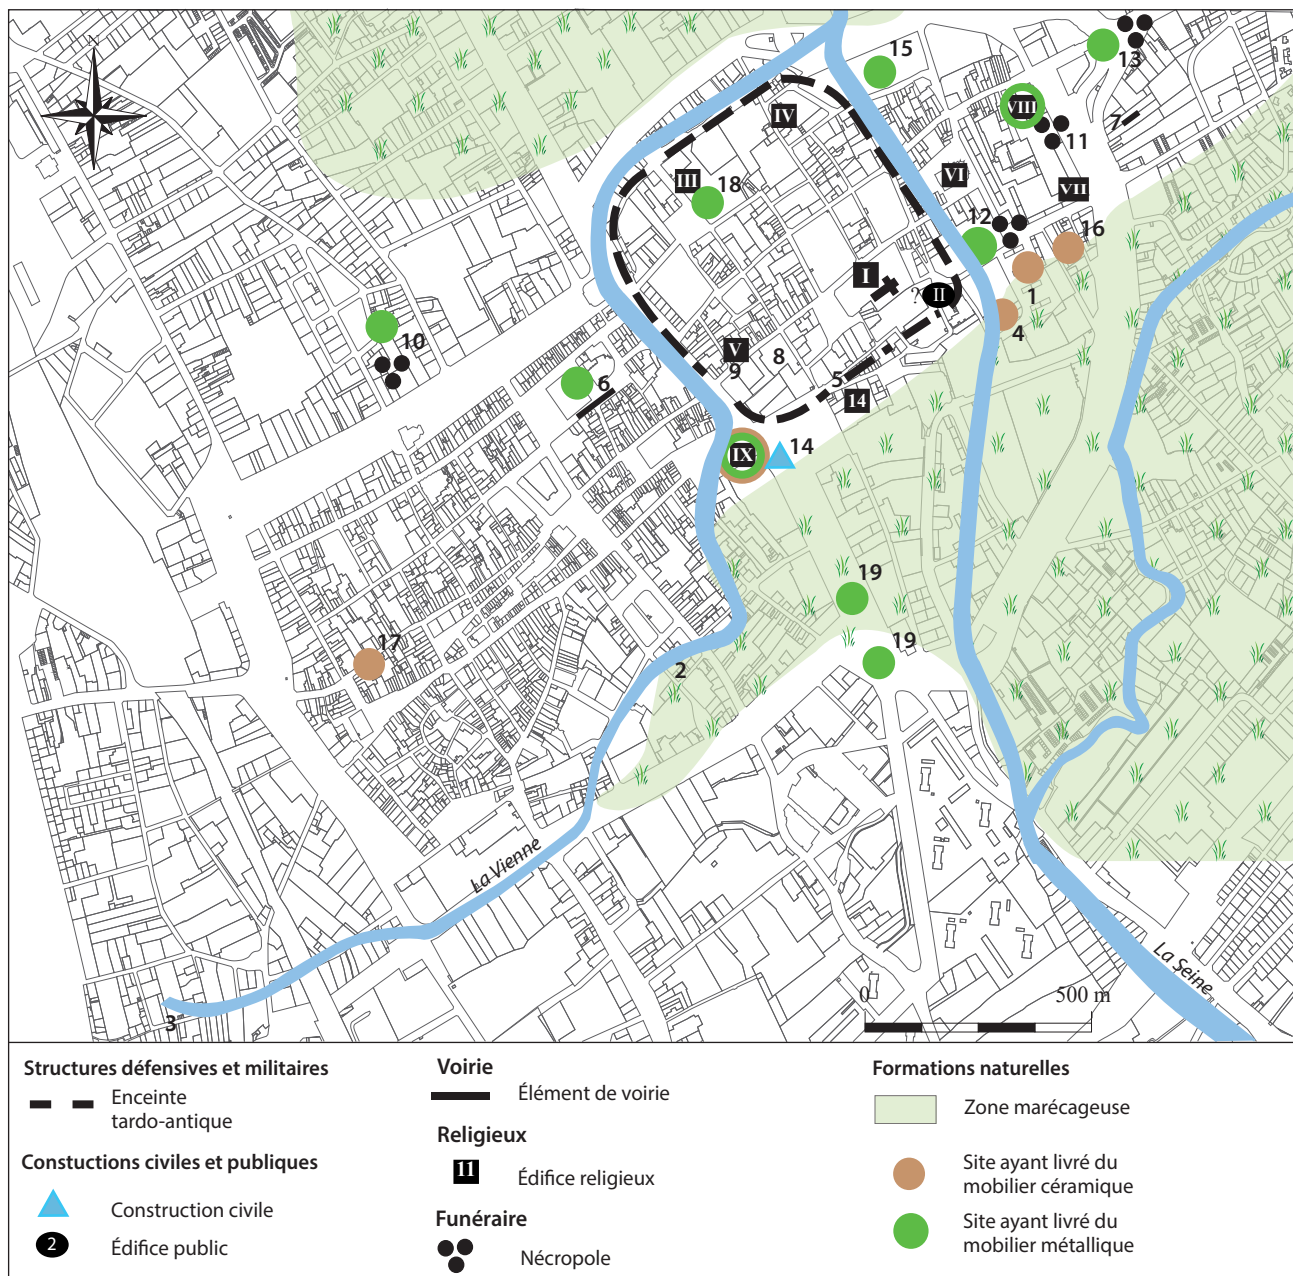 N
15
13
VIII
7
11
IV
III
18
VI
VII
12
16
I
? II
1
4
10
V
9
8
5
6
14
IX
14
19
19
17
2
La Vienne
3
La Seine
0 500 m
Structures défensives et militaires
Enceinte
tardo-antique
Constuctions civiles et publiques
Construction civile
2 Édifice public
Voirie
Élément de voirie
Religieux
11 Édifice religieux
Funéraire
Nécropole
Formations naturelles
Zone marécageuse
Site ayant livré du
mobilier céramique
Site ayant livré du
mobilier métallique